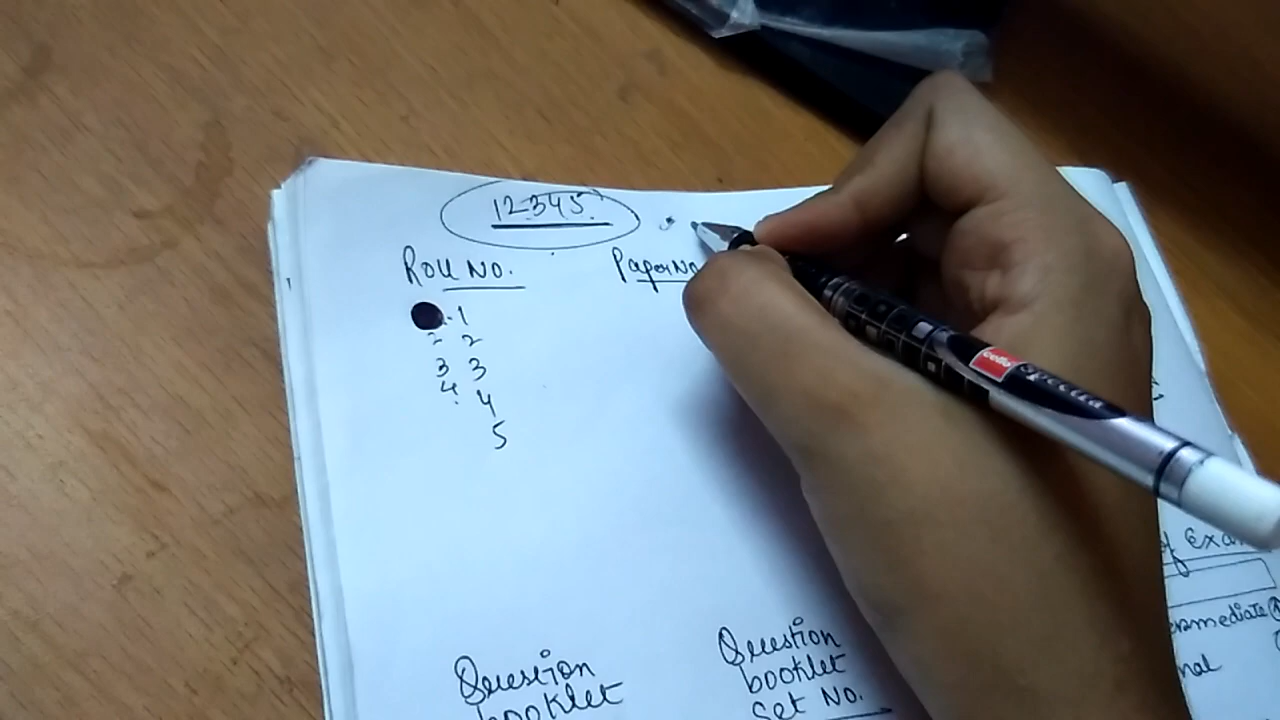 12345
Roll No. Paper No
1
2 2
3 3
4 4
5
cello Spectra
of Exam
ermediate
nal
Question
booklet
Question
booklet
Set No.